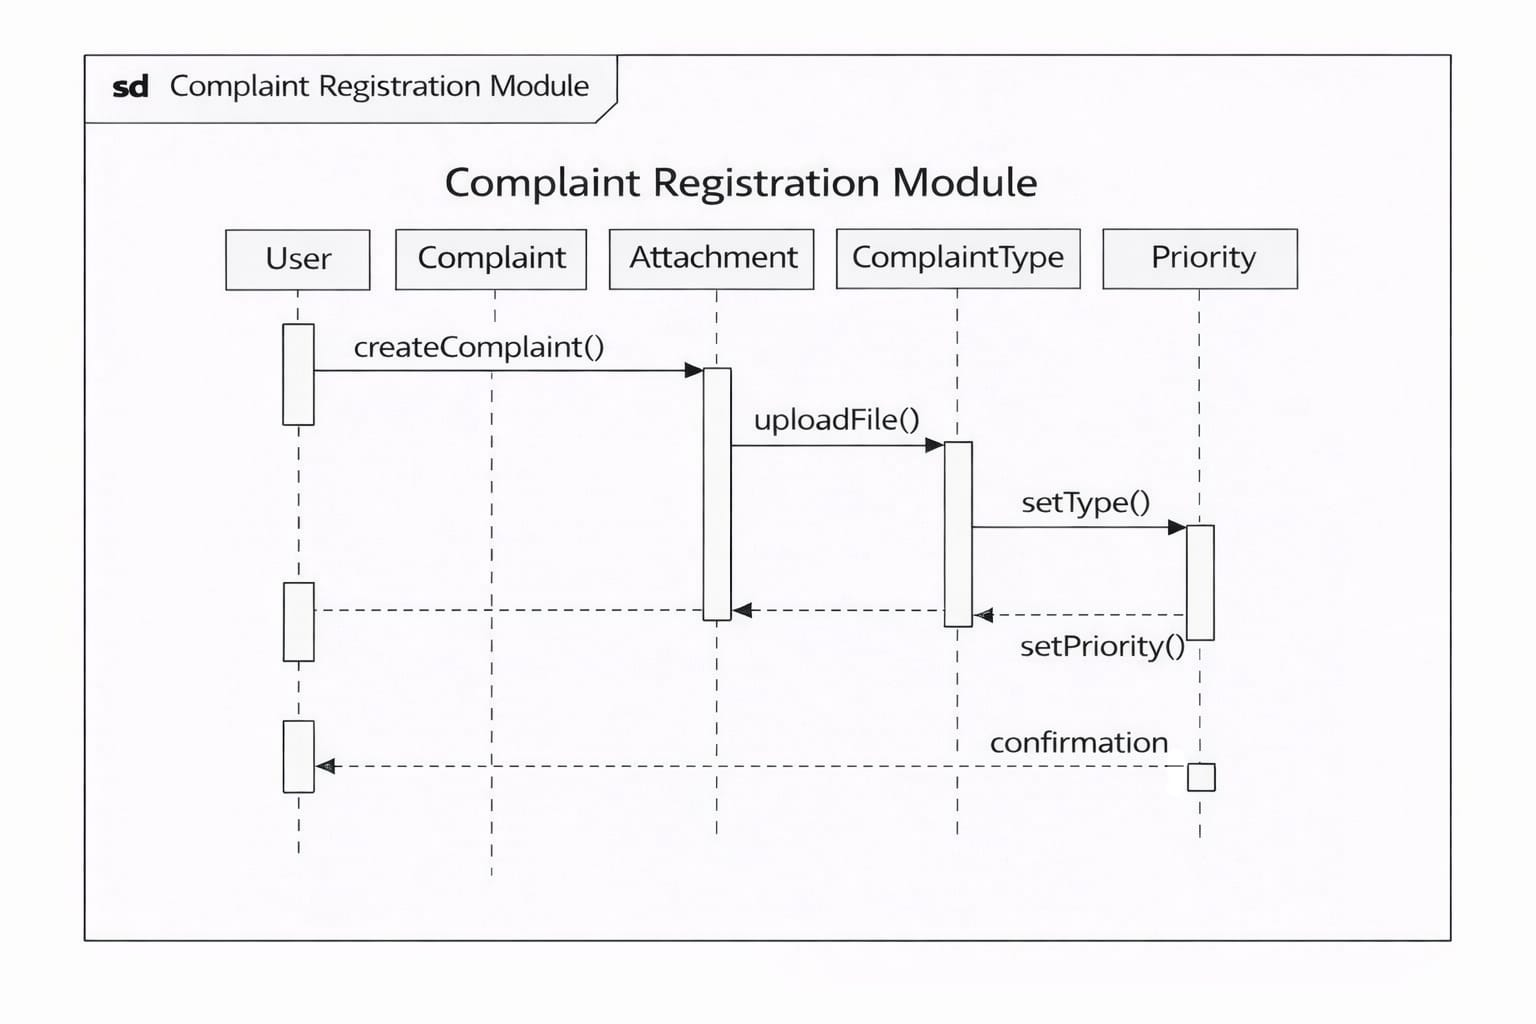 sd Complaint Registration Module
Complaint Registration Module
User Complaint Attachment ComplaintType Priority
createComplaint()
uploadFile()
setType()
setPriority()
confirmation